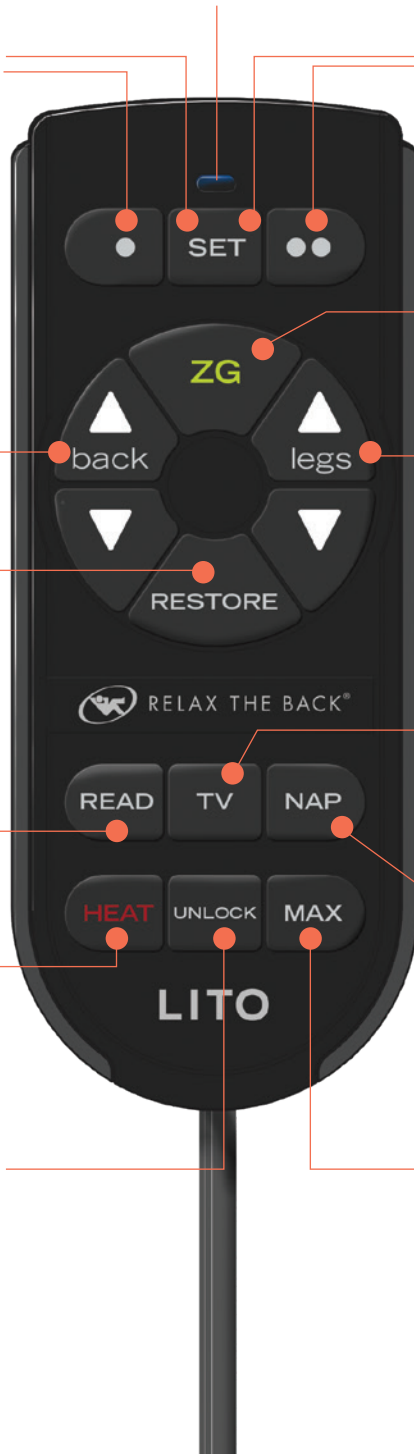 SET
ZG
back legs
RESTORE
RELAX THE BACK®
READ TV NAP
HEAT UNLOCK MAX
LITO